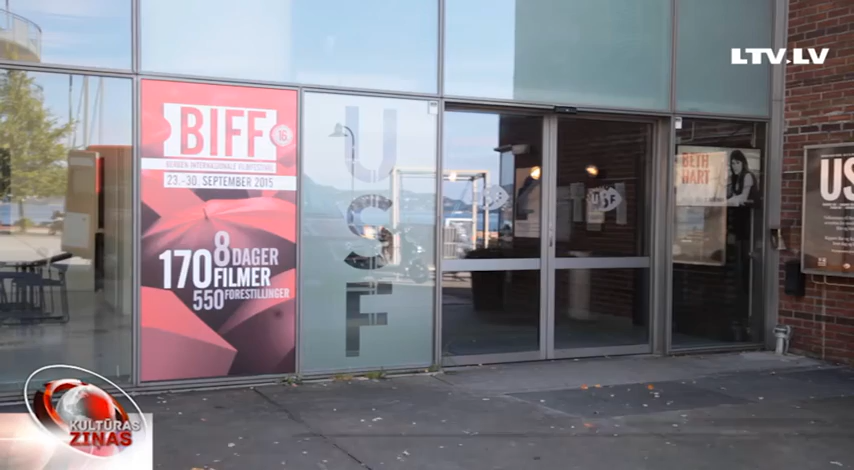 LTV.LV
BIFF
16
BERGEN INTERNASJONALE FILMFESTIVAL
23.-30. SEPTEMBER 2015
8 DAGER
170 FILMER
550 FORESTILLINGER
USF
USF
BETH
HART
US
KULTŪRAS
ZIŅAS